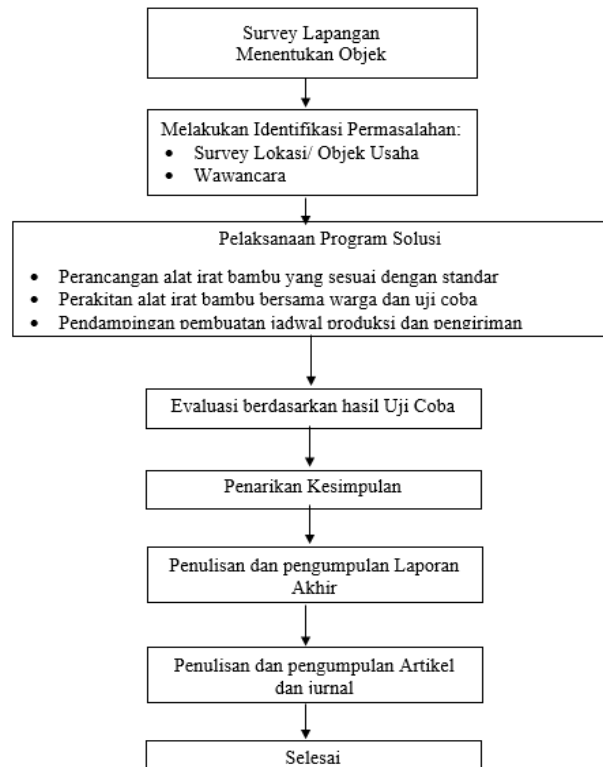 Survey Lapangan
Menentukan Objek
Melakukan Identifikasi Permasalahan:
• Survey Lokasi/ Objek Usaha
• Wawancara
Pelaksanaan Program Solusi
• Perancangan alat irat bambu yang sesuai dengan standar
• Perakitan alat irat bambu bersama warga dan uji coba
• Pendampingan pembuatan jadwal produksi dan pengiriman
Evaluasi berdasarkan hasil Uji Coba
Penarikan Kesimpulan
Penulisan dan pengumpulan Laporan
Akhir
Penulisan dan pengumpulan Artikel
dan jurnal
Selesai